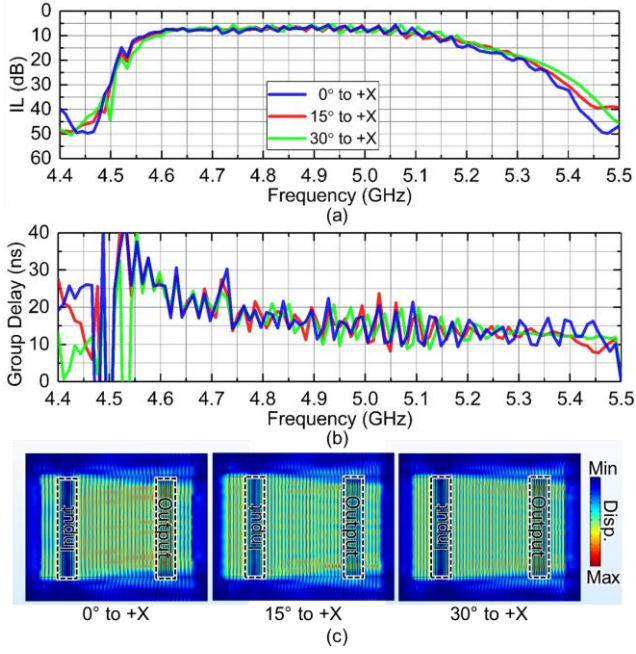 0
10
20
30
40
50
60
IL (dB)
0° to +X
15° to +X
30° to +X
4.4 4.5 4.6 4.7 4.8 4.9 5.0 5.1 5.2 5.3 5.4 5.5
Frequency (GHz)
(a)
40
30
20
10
0
Group Delay (ns)
4.4 4.5 4.6 4.7 4.8 4.9 5.0 5.1 5.2 5.3 5.4 5.5
Frequency (GHz)
(b)
Input Output Input Output Input Output
Min
Disp.
Max
0° to +X 15° to +X 30° to +X
(c)